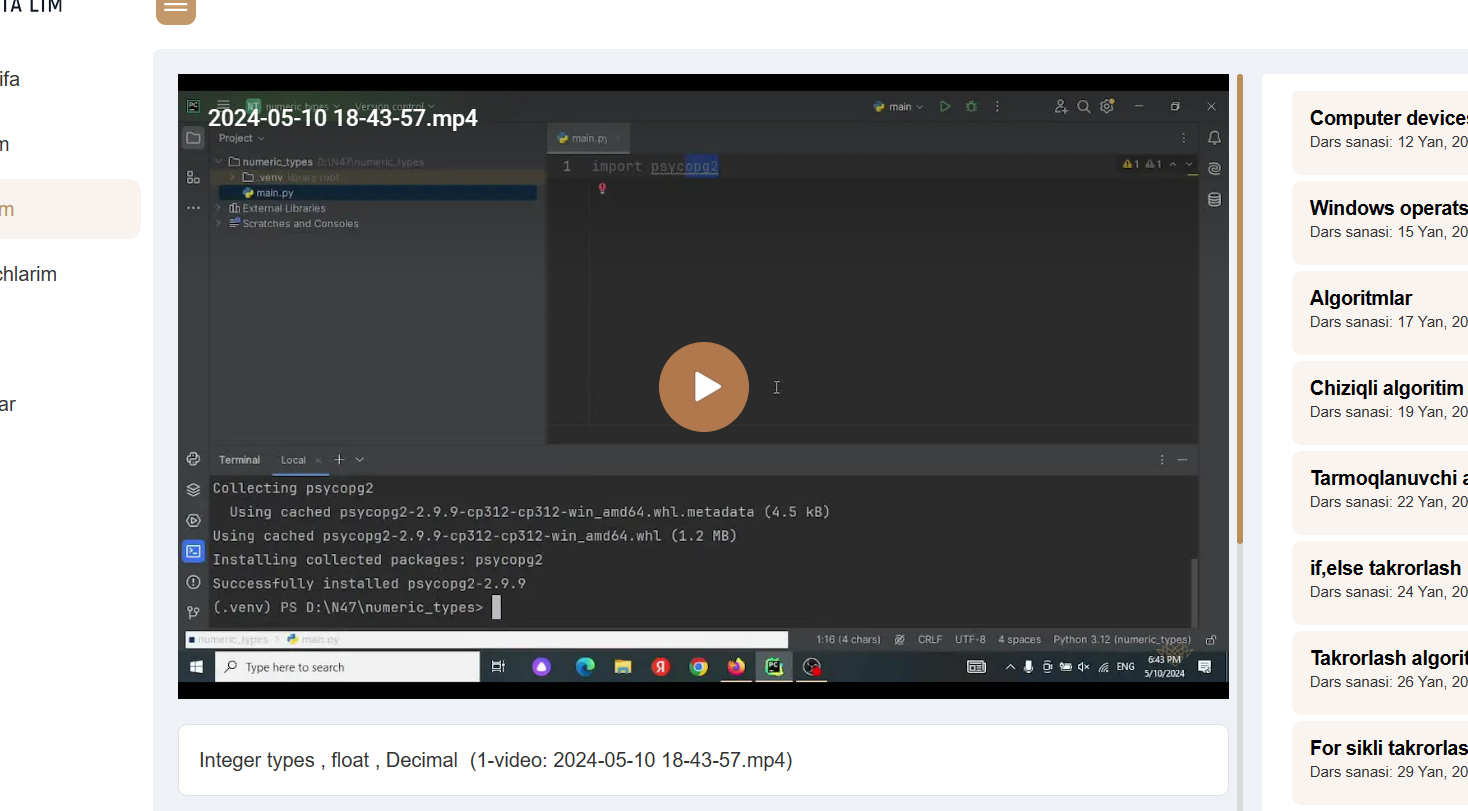 TA LIM
ifa
m
m
chlarim
ar
2024-05-10 18-43-57.mp4
PC
NT numeric_types Version control
main
Project
main.py
numeric_types D:\N47\numeric_types
.venv library root
main.py
External Libraries
Scratches and Consoles
1 import psycopg2
1 1
Terminal Local
Collecting psycopg2
Using cached psycopg2-2.9.9-cp312-cp312-win_amd64.whl.metadata (4.5 kB)
Using cached psycopg2-2.9.9-cp312-cp312-win_amd64.whl (1.2 MB)
Installing collected packages: psycopg2
Successfully installed psycopg2-2.9.9
(.venv) PS D:\N47\numeric_types>
numeric_types > main.py
1:16 (4 chars) CRLF UTF-8 4 spaces Python 3.12 (numeric_types)
Type here to search
Я
PC
ENG
6:43 PM
5/10/2024
Integer types , float , Decimal (1-video: 2024-05-10 18-43-57.mp4)
Computer devices
Dars sanasi: 12 Yan, 20
Windows operats
Dars sanasi: 15 Yan, 20
Algoritmlar
Dars sanasi: 17 Yan, 20
Chiziqli algoritim
Dars sanasi: 19 Yan, 20
Tarmoqlanuvchi a
Dars sanasi: 22 Yan, 20
if,else takrorlash
Dars sanasi: 24 Yan, 20
Takrorlash algorit
Dars sanasi: 26 Yan, 20
For sikli takrorlas
Dars sanasi: 29 Yan, 20